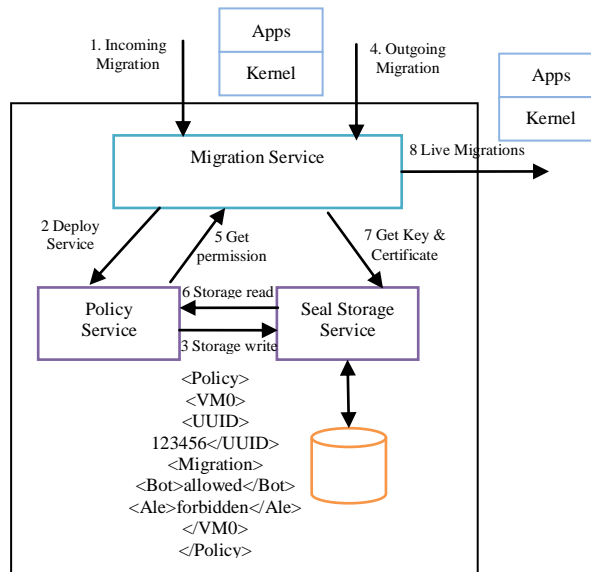 1. Incoming
Migration
Apps
Kernel
4. Outgoing
Migration
Apps
Kernel
Migration Service
8 Live Migrations
2 Deploy
Service
5 Get
permission
7 Get Key &
Certificate
6 Storage read
Policy
Service
Seal Storage
Service
3 Storage write
<Policy>
<VM0>
<UUID>
123456</UUID>
<Migration>
<Bot>allowed</Bot>
<Ale>forbidden</Ale>
</VM0>
</Policy>